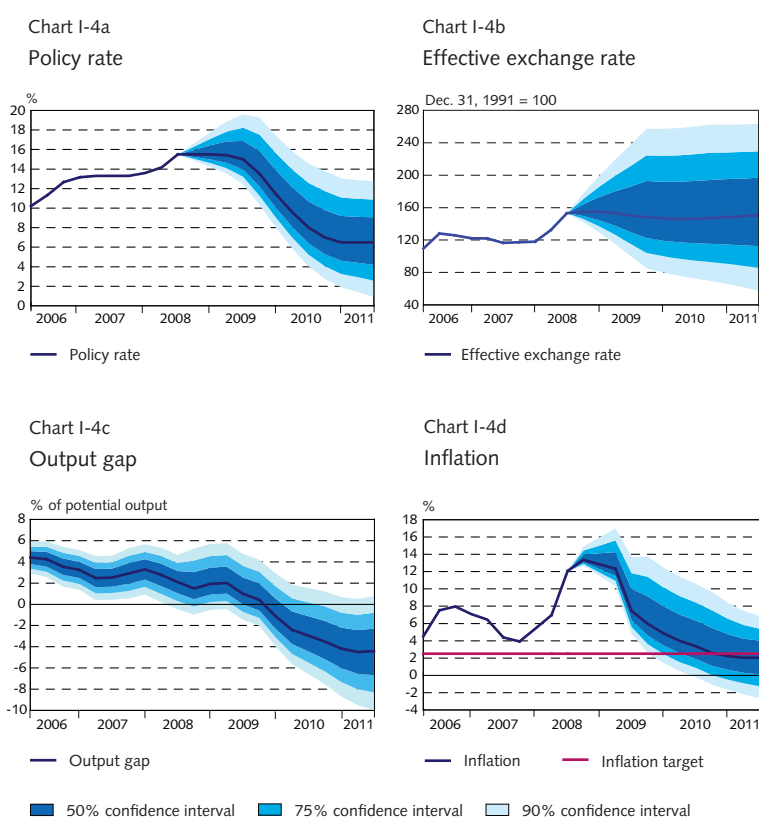 Chart I-4a
Policy rate
%
20
18
16
14
12
10
8
6
4
2
0
2006 2007 2008 2009 2010 2011
Policy rate
Chart I-4b
Effective exchange rate
Dec. 31, 1991 = 100
280
240
200
160
120
80
40
2006 2007 2008 2009 2010 2011
Effective exchange rate
Chart I-4c
Output gap
% of potential output
8
6
4
2
0
-2
-4
-6
-8
-10
2006 2007 2008 2009 2010 2011
Output gap
Chart I-4d
Inflation
%
18
16
14
12
10
8
6
4
2
0
-2
-4
2006 2007 2008 2009 2010 2011
Inflation Inflation target
50% confidence interval 75% confidence interval 90% confidence interval